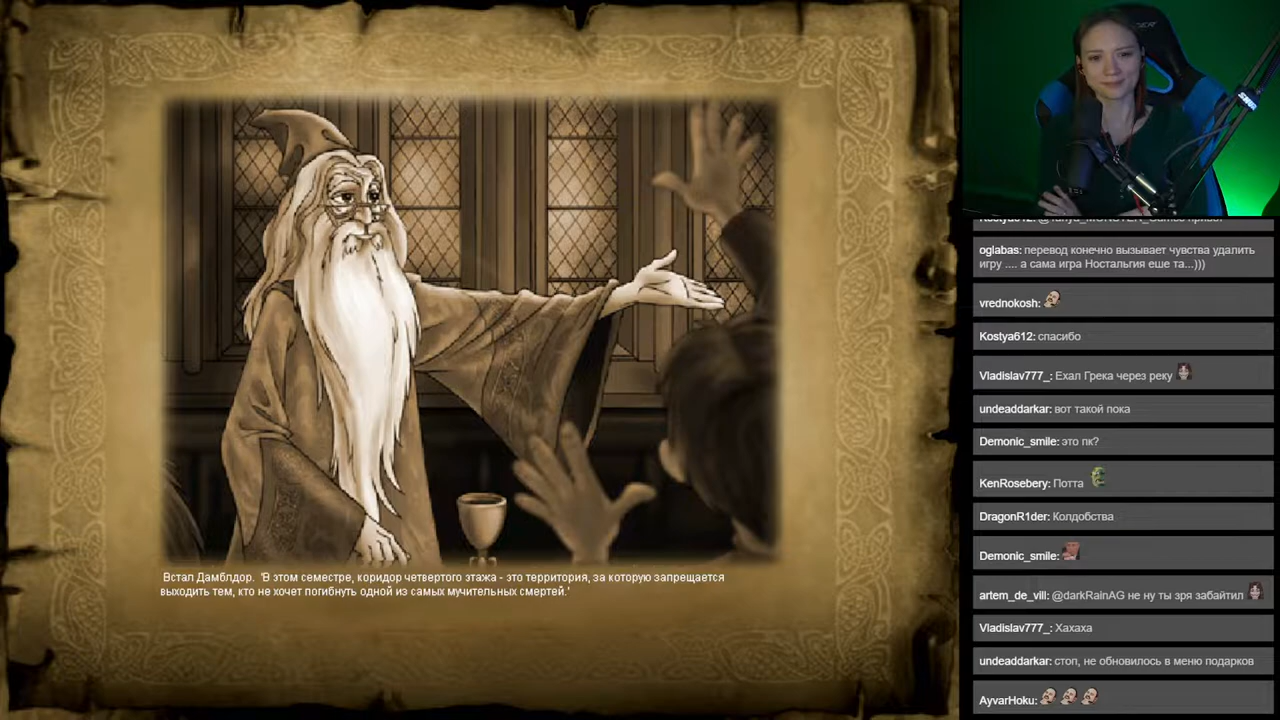 Встал Дамблдор. 'В этом семестре, коридор четвертого этажа - это территория, за которую запрещается
выходить тем, кто не хочет погибнуть одной из самых мучительных смертей.'
oglabas: перевод конечно вызывает чувства удалить
игру .... а сама игра Ностальгия еше та...)))
vrednokosh:
Kostya612: спасибо
Vladislav777_: Ехал Грека через реку
undeaddarkar: вот такой пока
Demonic_smile: это пк?
KenRosebery: Потта
DragonR1der: Колдобства
Demonic_smile:
artem_de_vill: @darkRainAG не ну ты зря забайтил
Vladislav777_: Хахаха
undeaddarkar: стоп, не обновилось в меню подарков
AyvarHoku: